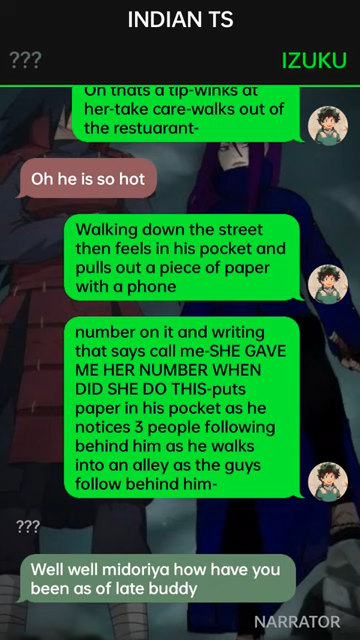 INDIAN TS
???
IZUKU
Oh thats a tip-winks at
her-take care-walks out of
the restuarant-
Oh he is so hot
Walking down the street
then feels in his pocket and
pulls out a piece of paper
with a phone
number on it and writing
that says call me-SHE GAVE
ME HER NUMBER WHEN
DID SHE DO THIS-puts
paper in his pocket as he
notices 3 people following
behind him as he walks
into an alley as the guys
follow behind him-
???
Well well midoriya how have you
been as of late buddy
NARRATOR